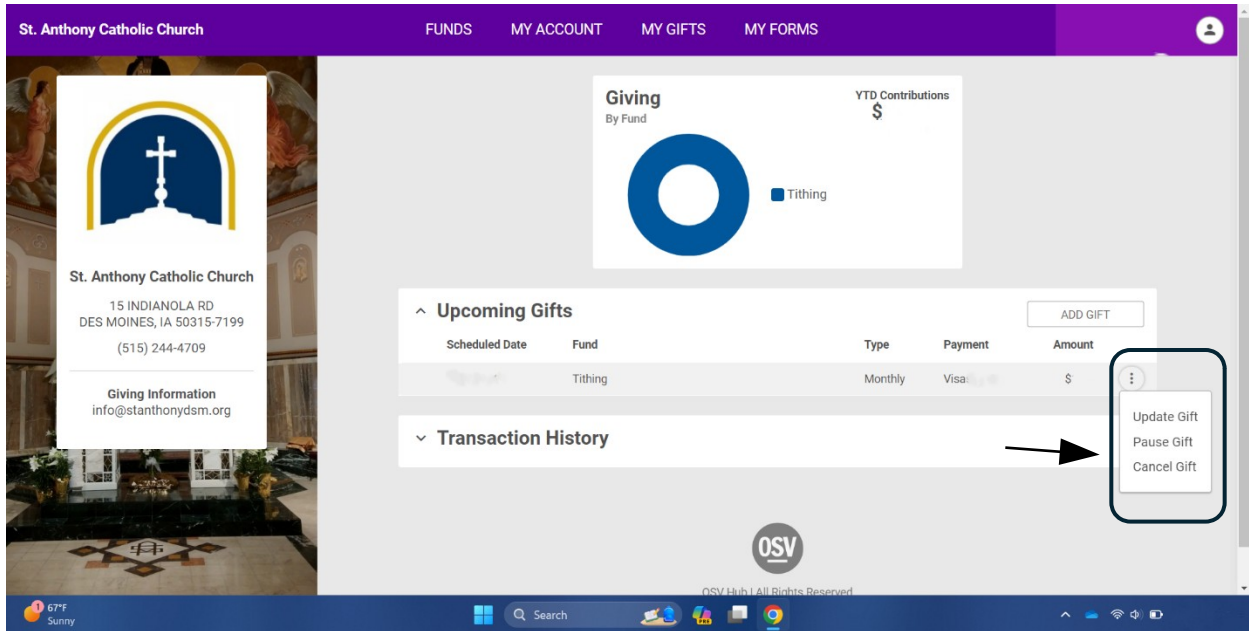 St. Anthony Catholic Church
FUNDS MY ACCOUNT MY GIFTS MY FORMS
St. Anthony Catholic Church
15 INDIANOLA RD
DES MOINES, IA 50315-7199
(515) 244-4709
Giving Information
info@stanthonydsm.org
Giving
By Fund
YTD Contributions
$
Tithing
Upcoming Gifts
ADD GIFT
Scheduled Date Fund Type Payment Amount
Tithing Monthly Visa $
Update Gift
Pause Gift
Cancel Gift
Transaction History
OSV
OSV Hub | All Rights Reserved
1
67°F
Sunny
Search
PRE